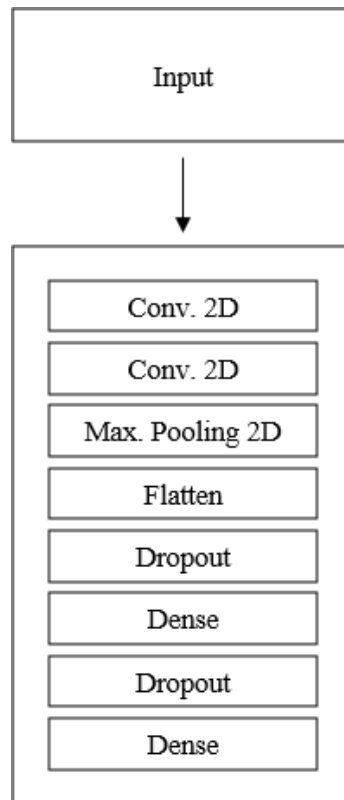 Input
Conv. 2D
Conv. 2D
Max. Pooling 2D
Flatten
Dropout
Dense
Dropout
Dense